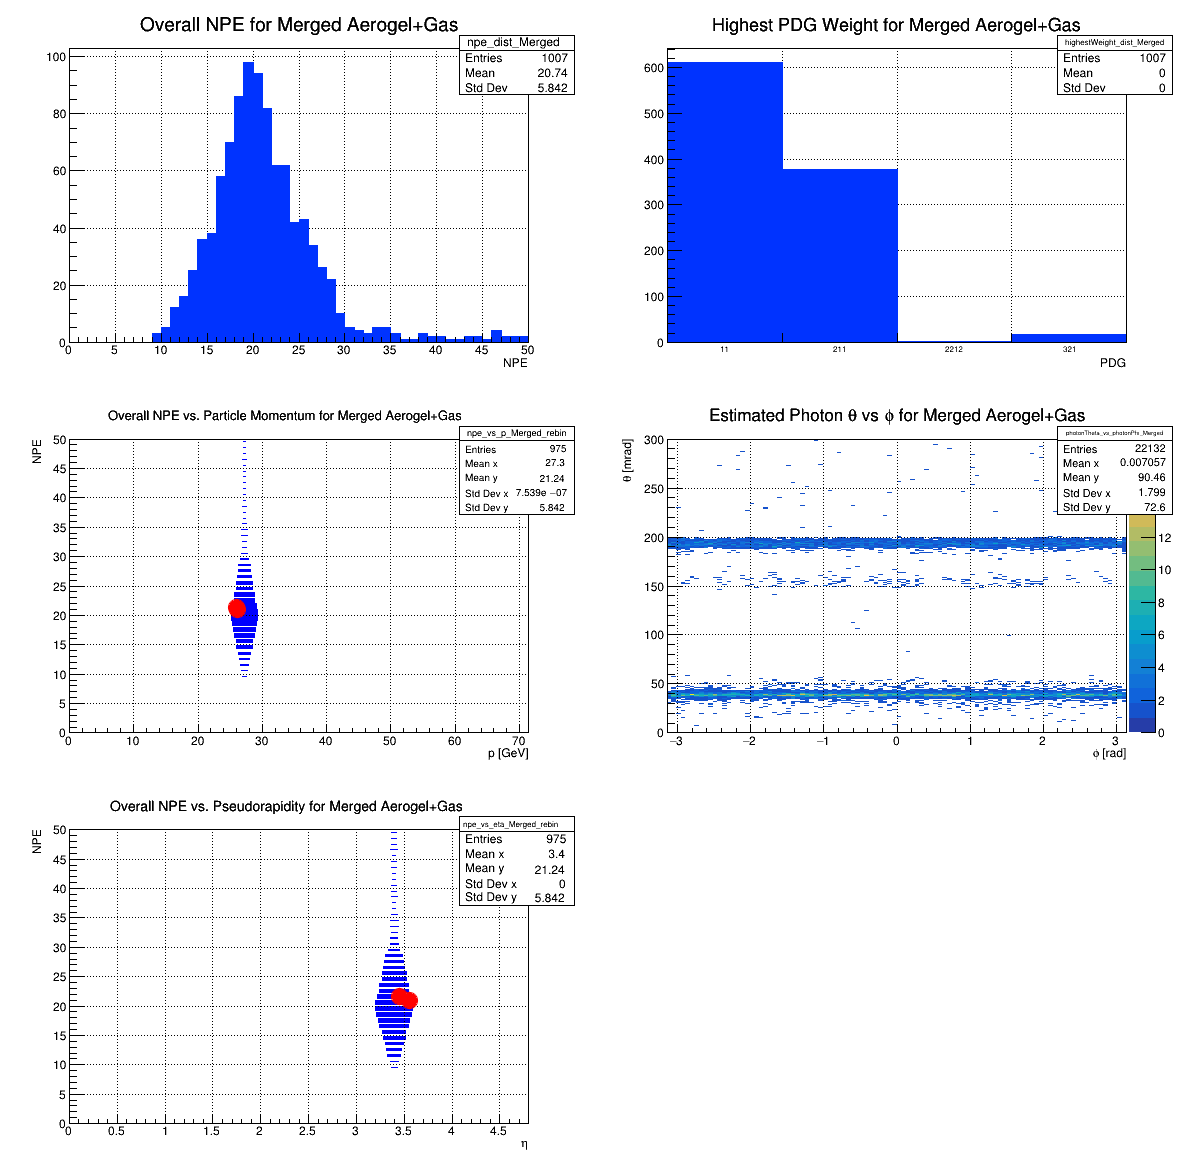 Overall NPE for Merged Aerogel+Gas
npe_dist_Merged
Entries 1007
Mean 20.74
Std Dev 5.842
100
80
60
40
20
0
0 5 10 15 20 25 30 35 40 45 50
NPE
Highest PDG Weight for Merged Aerogel+Gas
highestWeight_dist_Merged
Entries 1007
Mean 0
Std Dev 0
600
500
400
300
200
100
0
11 211 2212 321
PDG
Overall NPE vs. Particle Momentum for Merged Aerogel+Gas
npe_vs_p_Merged_rebin
Entries 975
Mean x 27.3
Mean y 21.24
Std Dev x 7.539e −07
Std Dev y 5.842
NPE
50
45
40
35
30
25
20
15
10
5
0
0 10 20 30 40 50 60 70
p [GeV]
Estimated Photon θ vs ϕ for Merged Aerogel+Gas
photonTheta_vs_photonPhi_Merged
Entries 22132
Mean x 0.007057
Mean y 90.46
Std Dev x 1.799
Std Dev y 72.6
θ [mrad]
300
250
200
150
100
50
0
−3 −2 −1 0 1 2 3
ϕ [rad]
12
10
8
6
4
2
0
Overall NPE vs. Pseudorapidity for Merged Aerogel+Gas
npe_vs_eta_Merged_rebin
Entries 975
Mean x 3.4
Mean y 21.24
Std Dev x 0
Std Dev y 5.842
NPE
50
45
40
35
30
25
20
15
10
5
0
0 0.5 1 1.5 2 2.5 3 3.5 4 4.5
η